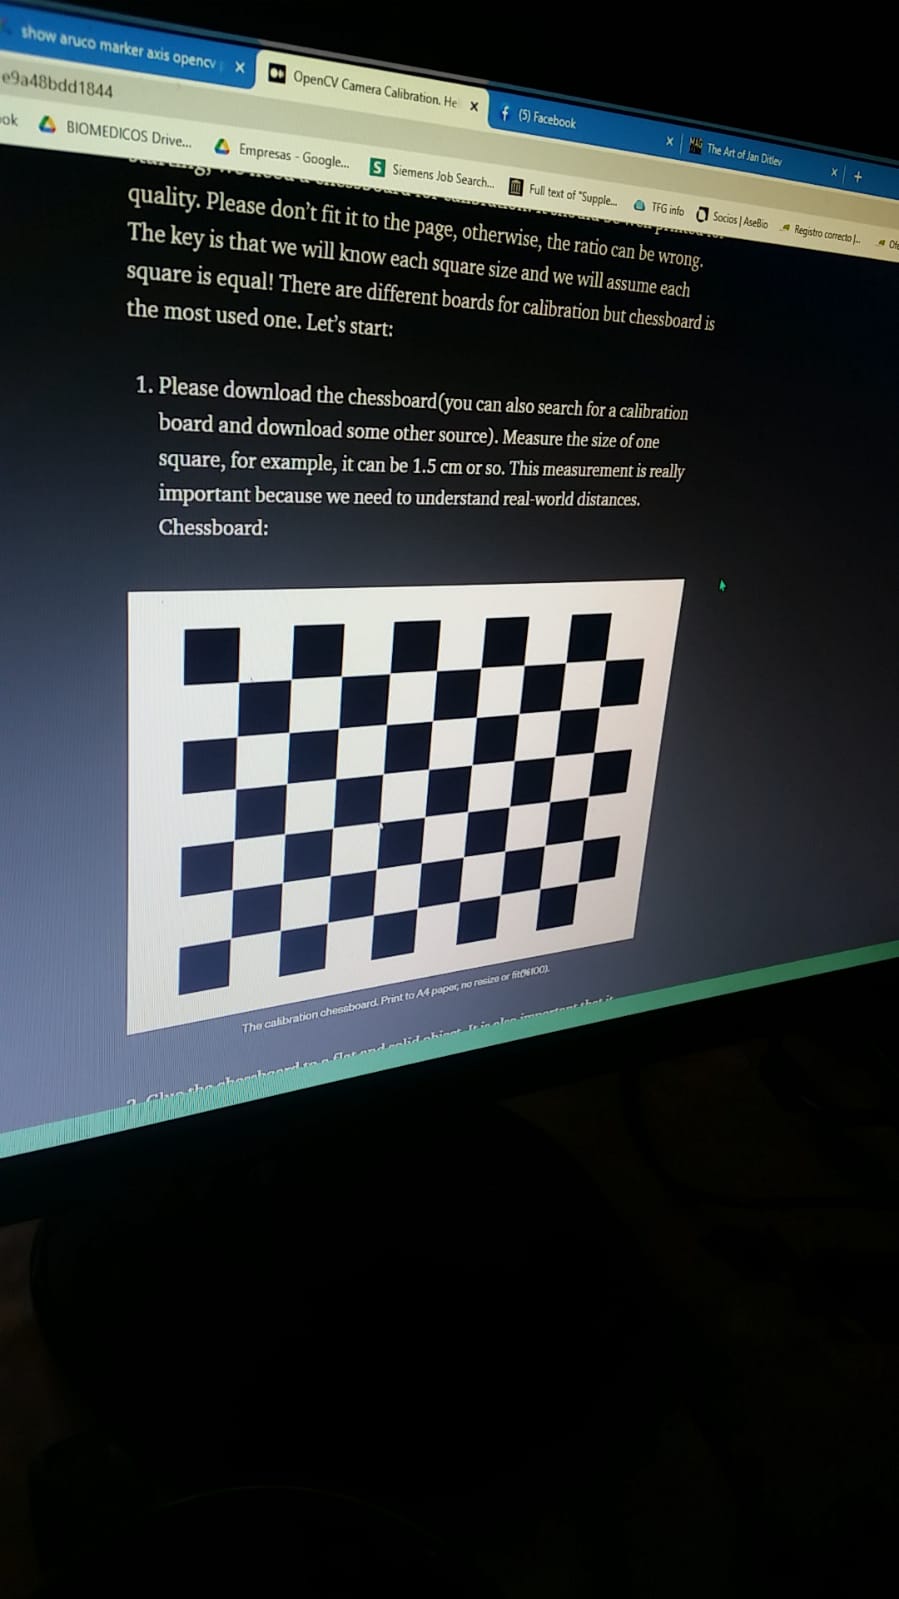 show aruco marker axis opencv
OpenCV Camera Calibration. He
(5) Facebook
The Art of Jan Ditlev
e9a48bdd1844
ok
BIOMEDICOS Drive...
Empresas - Google...
Siemens Job Search...
Full text of "Supple...
TFG info
Socios | AseBio
Registro correcto |...
Ofe
quality. Please don't fit it to the page, otherwise, the ratio can be wrong.
The key is that we will know each square size and we will assume each
square is equal! There are different boards for calibration but chessboard is
the most used one. Let's start:
1. Please download the chessboard(you can also search for a calibration
board and download some other source). Measure the size of one
square, for example, it can be 1.5 cm or so. This measurement is really
important because we need to understand real-world distances.
Chessboard:
The calibration chessboard. Print to A4 paper, no resize or fit(%100).
2. Glue the chessboard to a flat and solid object. It is also important that it